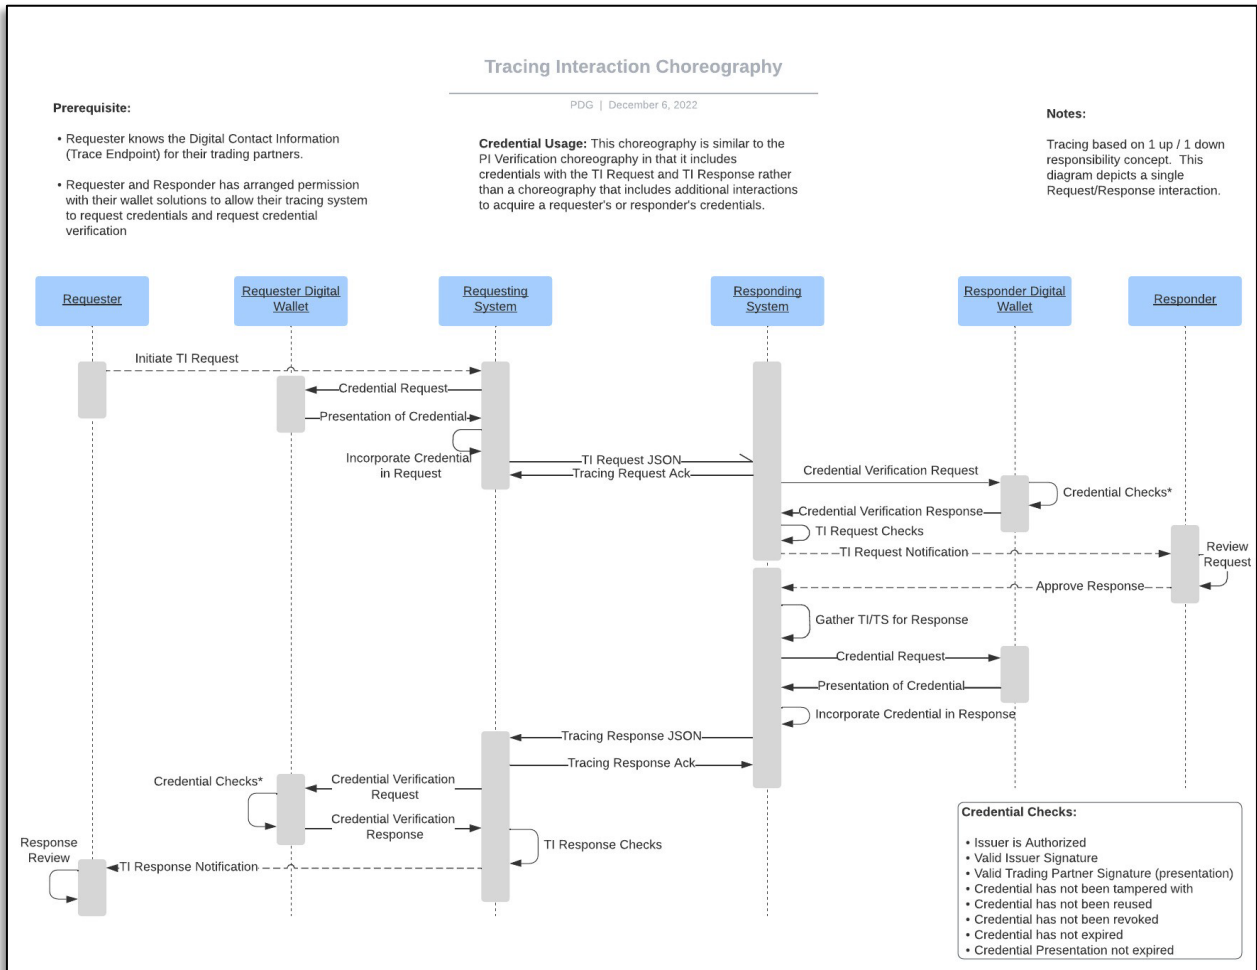 Tracing Interaction Choreography
PDG | December 6, 2022
Prerequisite:
• Requester knows the Digital Contact Information
(Trace Endpoint) for their trading partners.
• Requester and Responder has arranged permission
with their wallet solutions to allow their tracing system
to request credentials and request credential
verification
Credential Usage: This choreography is similar to the
PI Verification choreography in that it includes
credentials with the TI Request and TI Response rather
than a choreography that includes additional interactions
to acquire a requester's or responder's credentials.
Notes:
Tracing based on 1 up / 1 down
responsibility concept. This
diagram depicts a single
Request/Response interaction.
Requester
Requester Digital
Wallet
Requesting
System
Responding
System
Responder Digital
Wallet
Responder
Initiate TI Request
Credential Request
Presentation of Credential
Incorporate Credential
in Request
TI Request JSON
Tracing Request Ack
Credential Verification Request
Credential Checks*
Credential Verification Response
TI Request Checks
TI Request Notification
Review
Request
Approve Response
Gather TI/TS for Response
Credential Request
Presentation of Credential
Incorporate Credential in Response
Tracing Response JSON
Tracing Response Ack
Credential Checks*
Credential Verification
Request
Credential Verification
Response
TI Response Checks
Response
Review
TI Response Notification
Credential Checks:
• Issuer is Authorized
• Valid Issuer Signature
• Valid Trading Partner Signature (presentation)
• Credential has not been tampered with
• Credential has not been reused
• Credential has not been revoked
• Credential has not expired
• Credential Presentation not expired